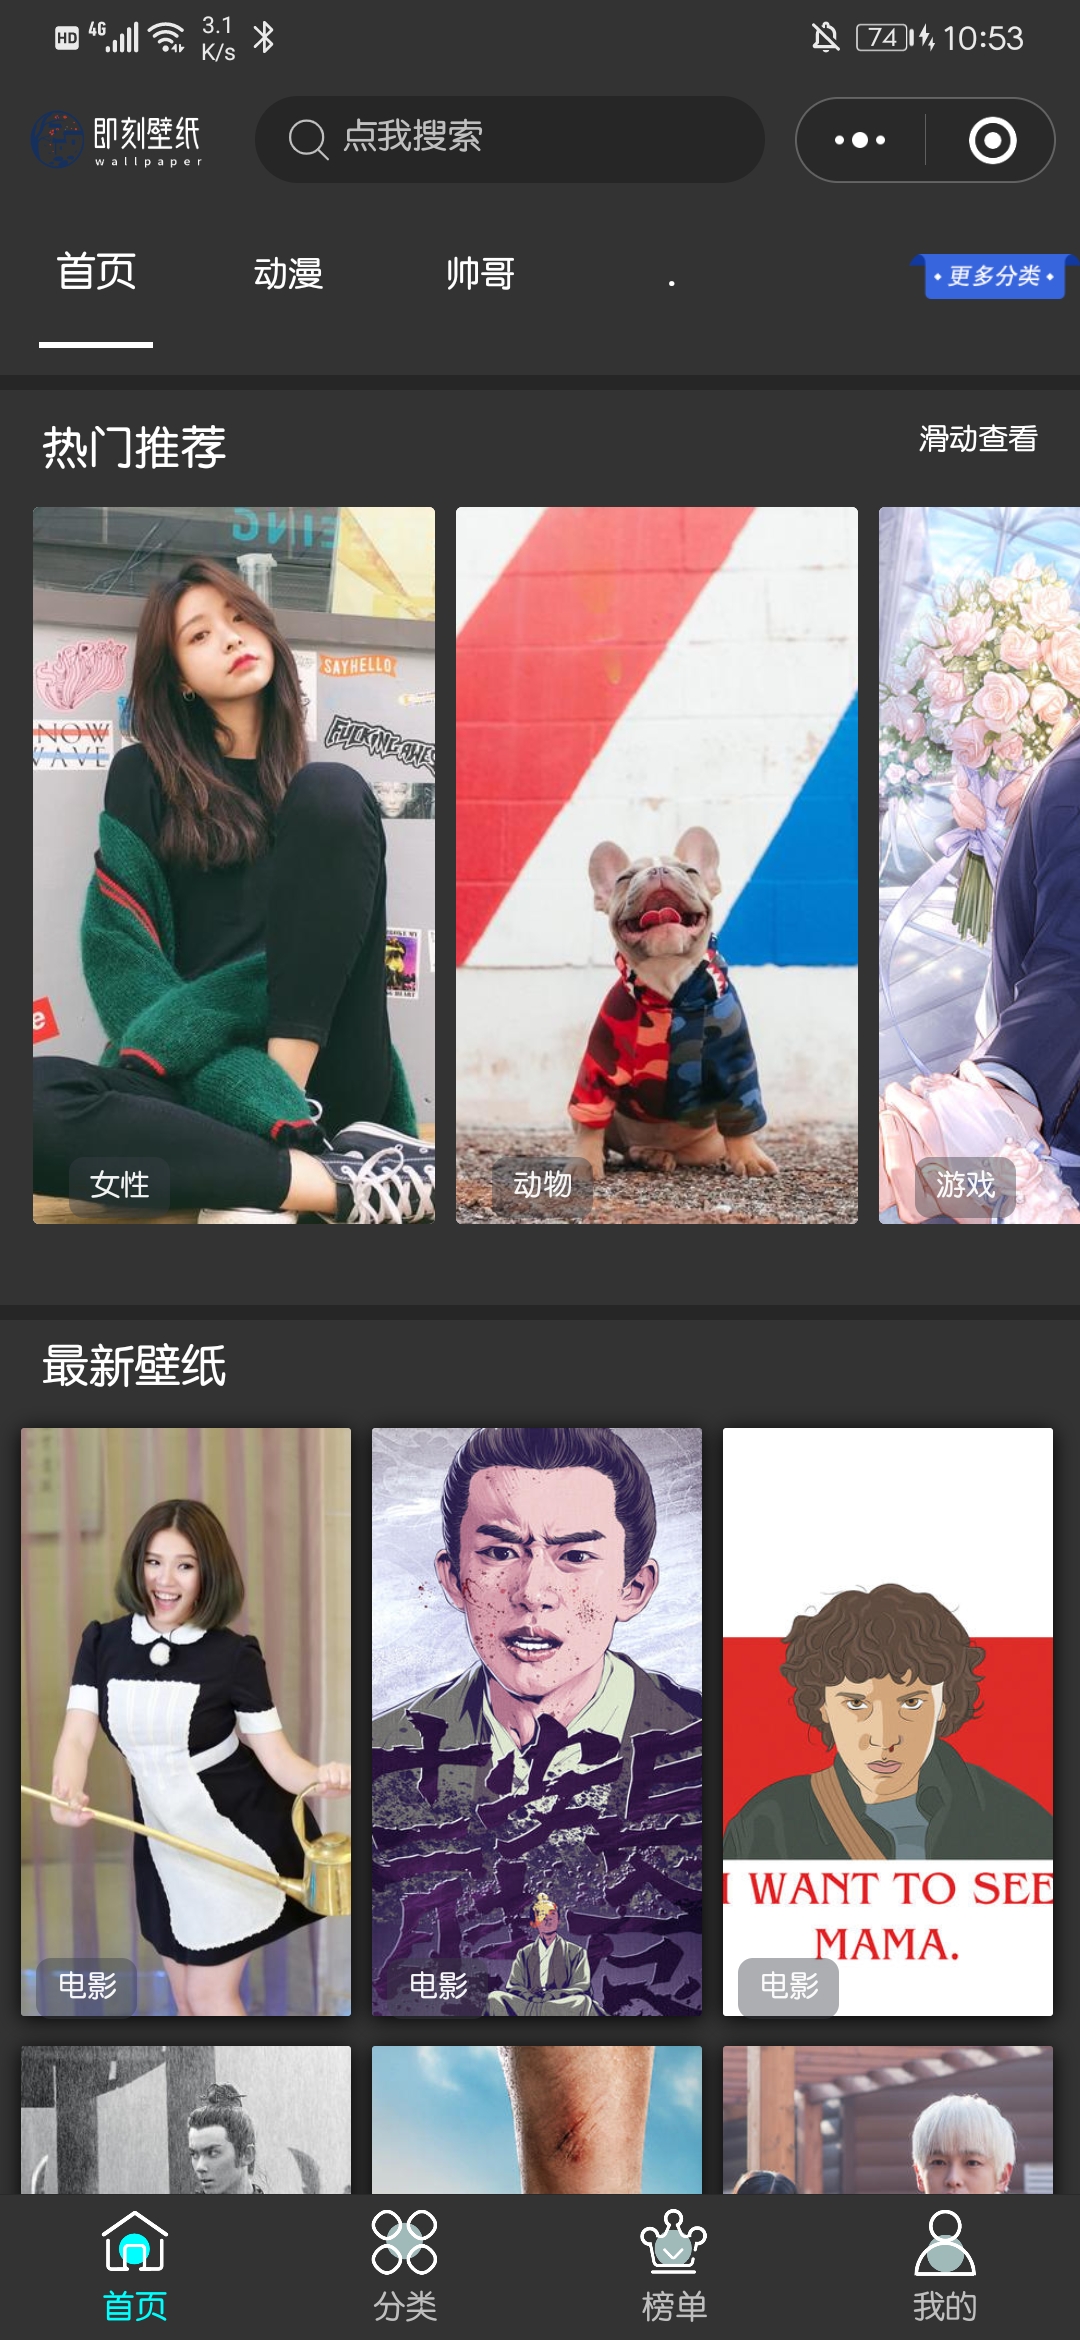 HD 4G 3.1 K/s 74 10:53
即刻壁纸
wallpaper
点我搜索
首页 动漫 帅哥 . 更多分类
热门推荐 滑动查看
EING
SAYHELLO
NOW
WAVE
FUCKING AWE
e
女性 动物 游戏
最新壁纸
I WANT TO SEE
MAMA.
电影 电影 电影
首页 分类 榜单 我的